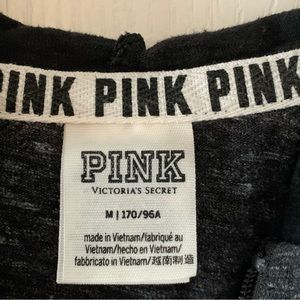 PINK PINK PINK
PINK
VICTORIA'S SECRET
M | 170/96A
made in Vietnam/fabriqué au
Vietnam/hecho en Vietnam/
fabbricato in Vietnam/越南制造